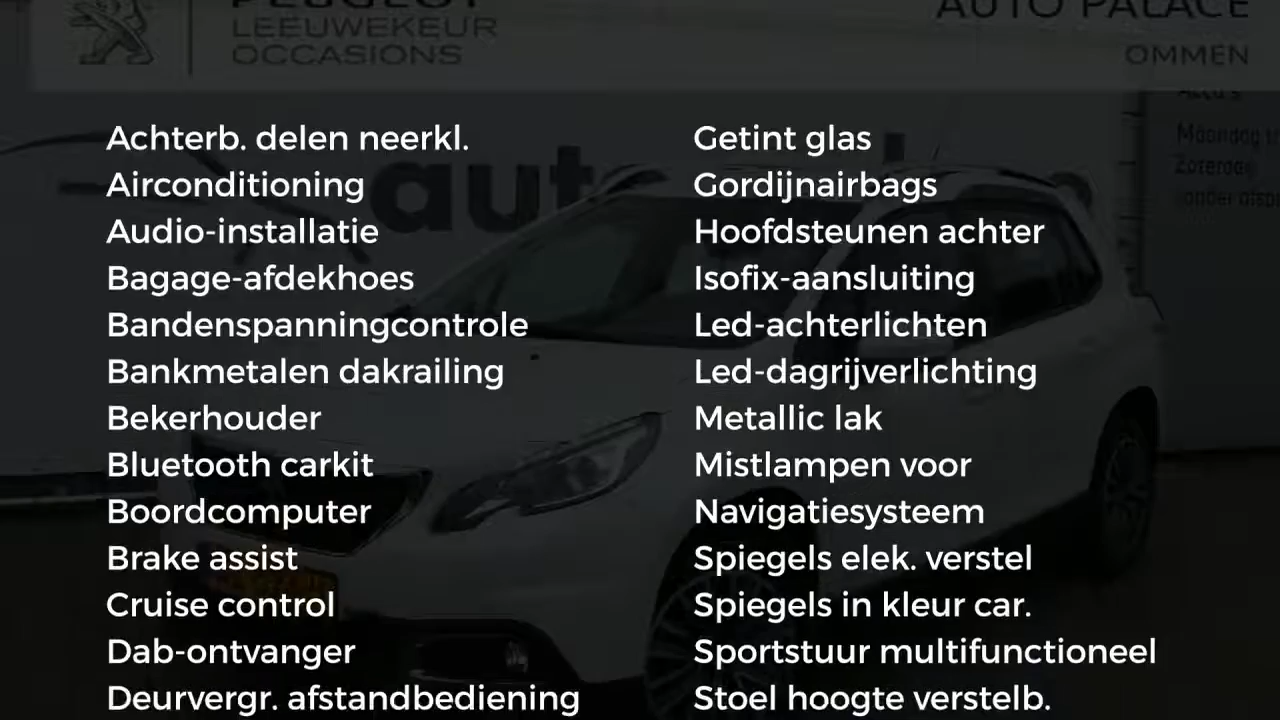 PEUGEOT
LEEUWEKEUR
OCCASIONS
AUTO PALACE
OMMEN
Achterb. delen neerkl.
Airconditioning
Audio-installatie
Bagage-afdekhoes
Bandenspanningcontrole
Bankmetalen dakrailing
Bekerhouder
Bluetooth carkit
Boordcomputer
Brake assist
Cruise control
Dab-ontvanger
Deurvergr. afstandbediening
Getint glas
Gordijnairbags
Hoofdsteunen achter
Isofix-aansluiting
Led-achterlichten
Led-dagrijverlichting
Metallic lak
Mistlampen voor
Navigatiesysteem
Spiegels elek. verstel
Spiegels in kleur car.
Sportstuur multifunctioneel
Stoel hoogte verstelb.